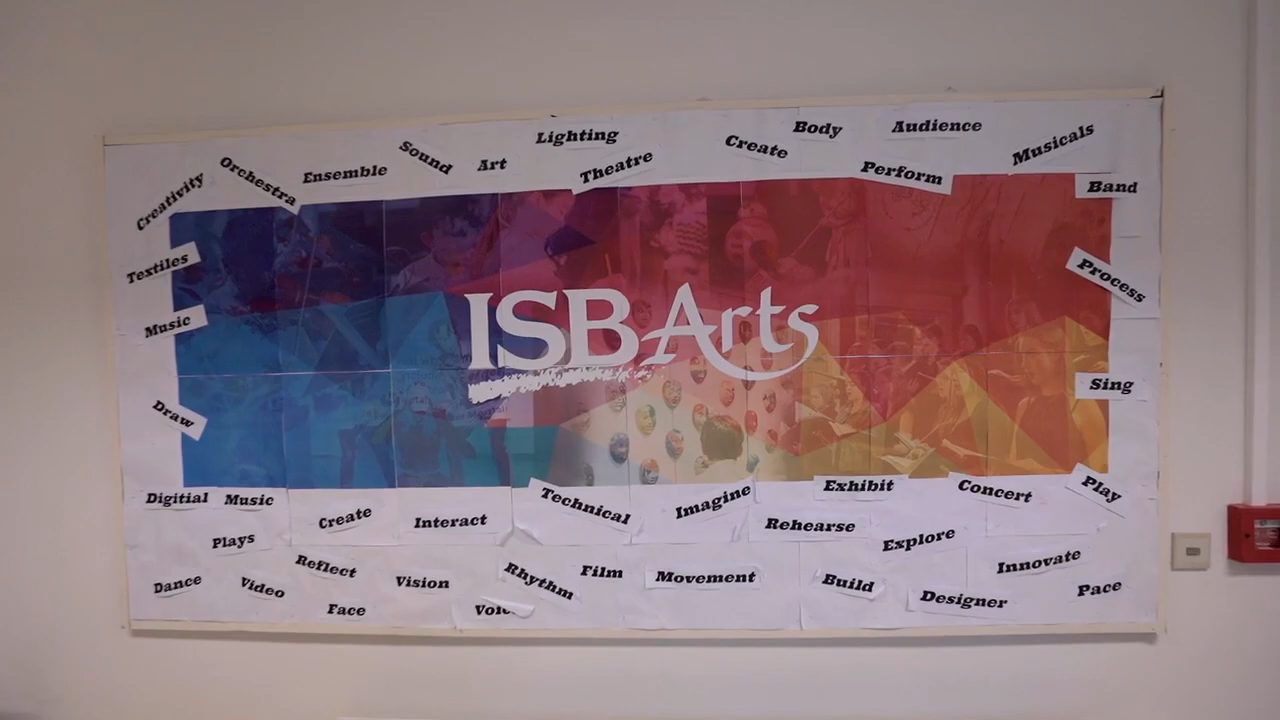 Creativity
Orchestra
Ensemble
Sound
Art
Lighting
Theatre
Create
Body
Audience
Perform
Musicals
Band
Textiles
Music
Draw
ISBArts
Process
Sing
Play
Digitial Music
Create
Interact
Technical
Imagine
Exhibit
Rehearse
Concert
Explore
Plays
Reflect
Dance
Video
Face
Vision
Rhythm
Film
Movement
Build
Designer
Innovate
Pace